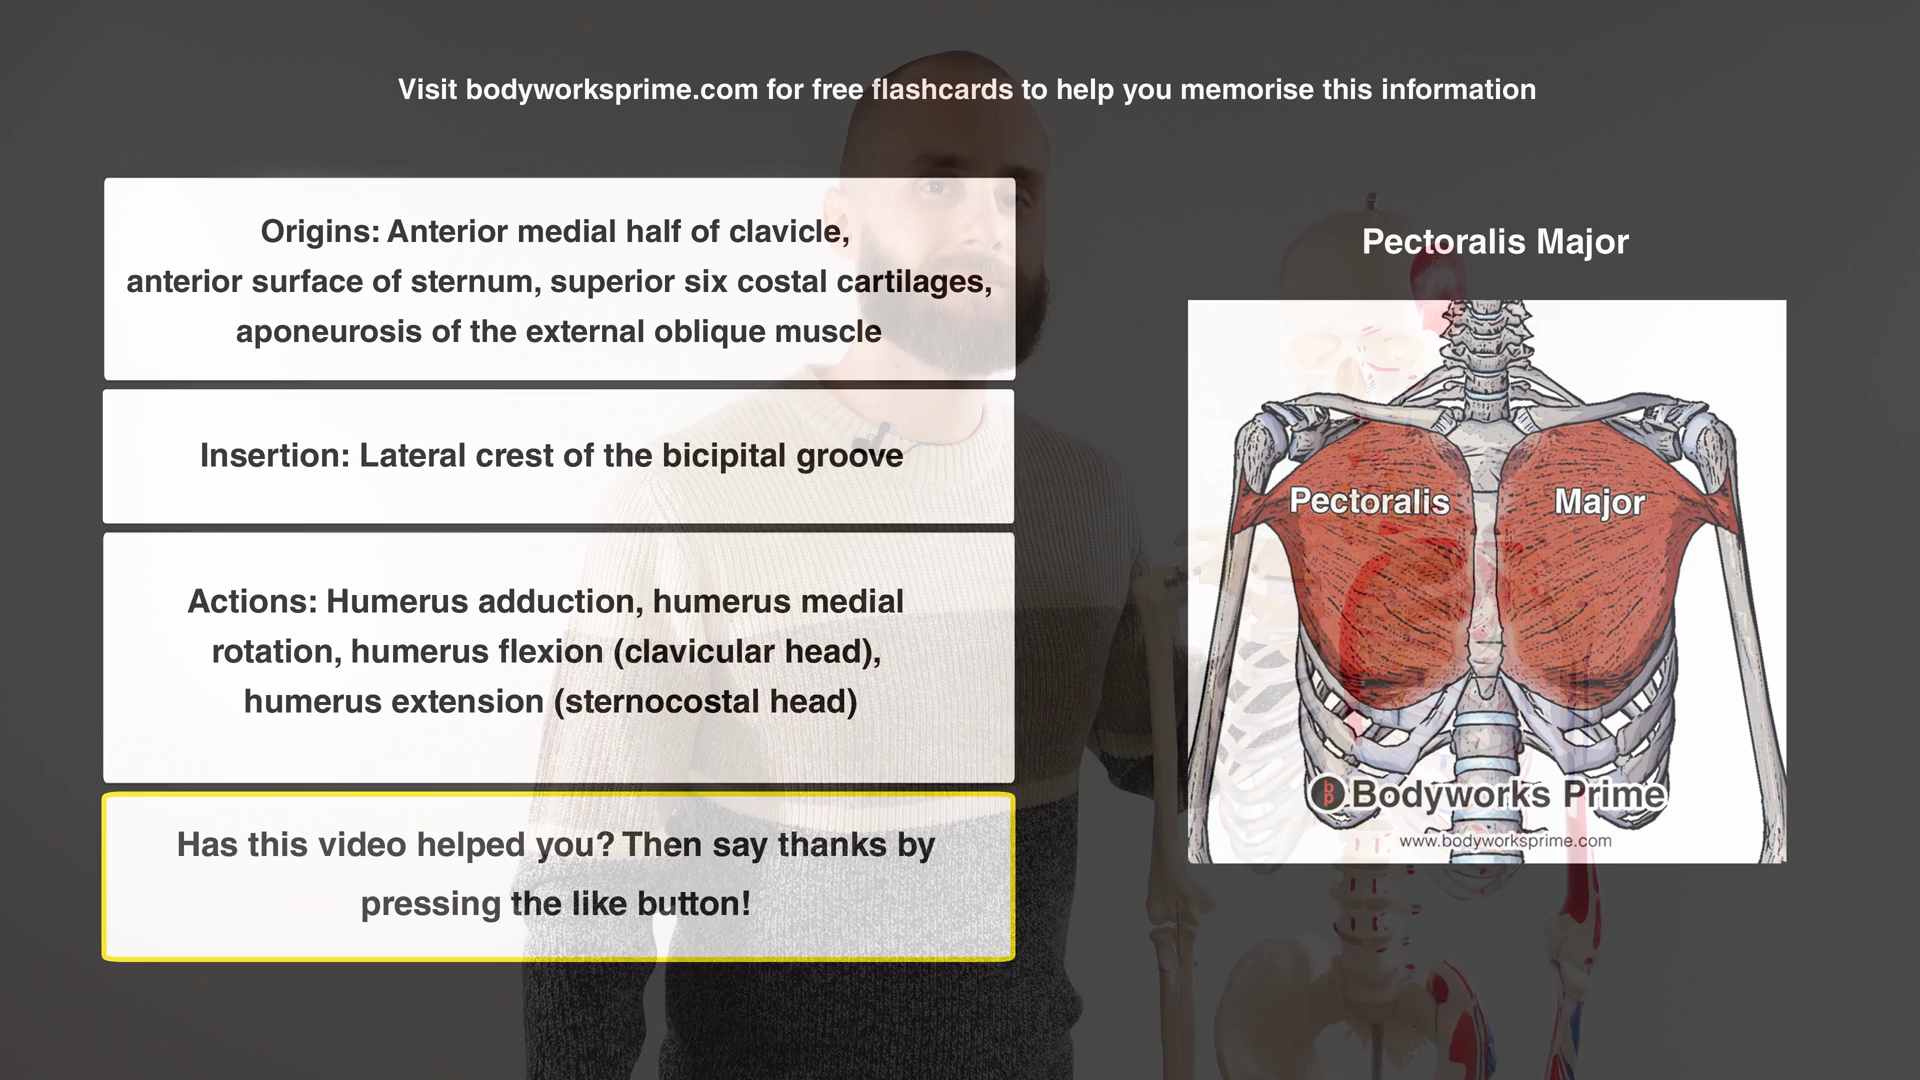 Visit bodyworksprime.com for free flashcards to help you memorise this information
Origins: Anterior medial half of clavicle,
anterior surface of sternum, superior six costal cartilages,
aponeurosis of the external oblique muscle
Insertion: Lateral crest of the bicipital groove
Actions: Humerus adduction, humerus medial
rotation, humerus flexion (clavicular head),
humerus extension (sternocostal head)
Has this video helped you? Then say thanks by
pressing the like button!
Pectoralis Major
Pectoralis Major
bp Bodyworks Prime
www.bodyworksprime.com